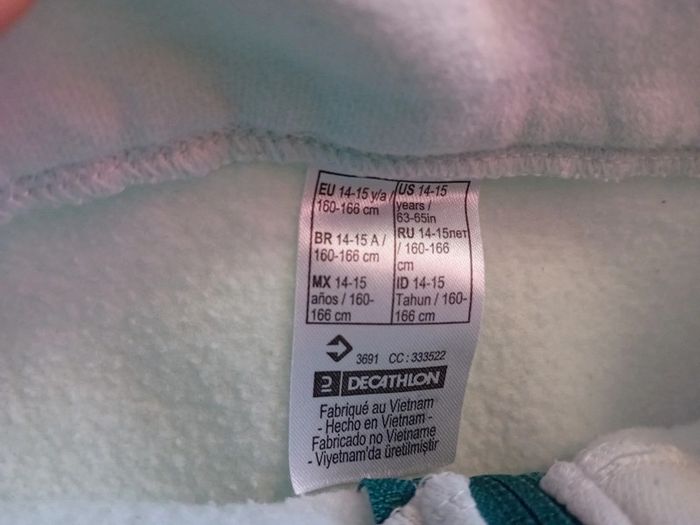 EU 14-15 y/a /
160-166 cm
US 14-15
years /
63-65in
BR 14-15 A /
160-166 cm
RU 14-15лет
/ 160-166
cm
MX 14-15
años / 160-
166 cm
ID 14-15
Tahun / 160-
166 cm
3691 CC : 333522
DECATHLON
Fabriqué au Vietnam
- Hecho en Vietnam -
Fabricado no Vietname
- Viyetnam'da üretilmiştir